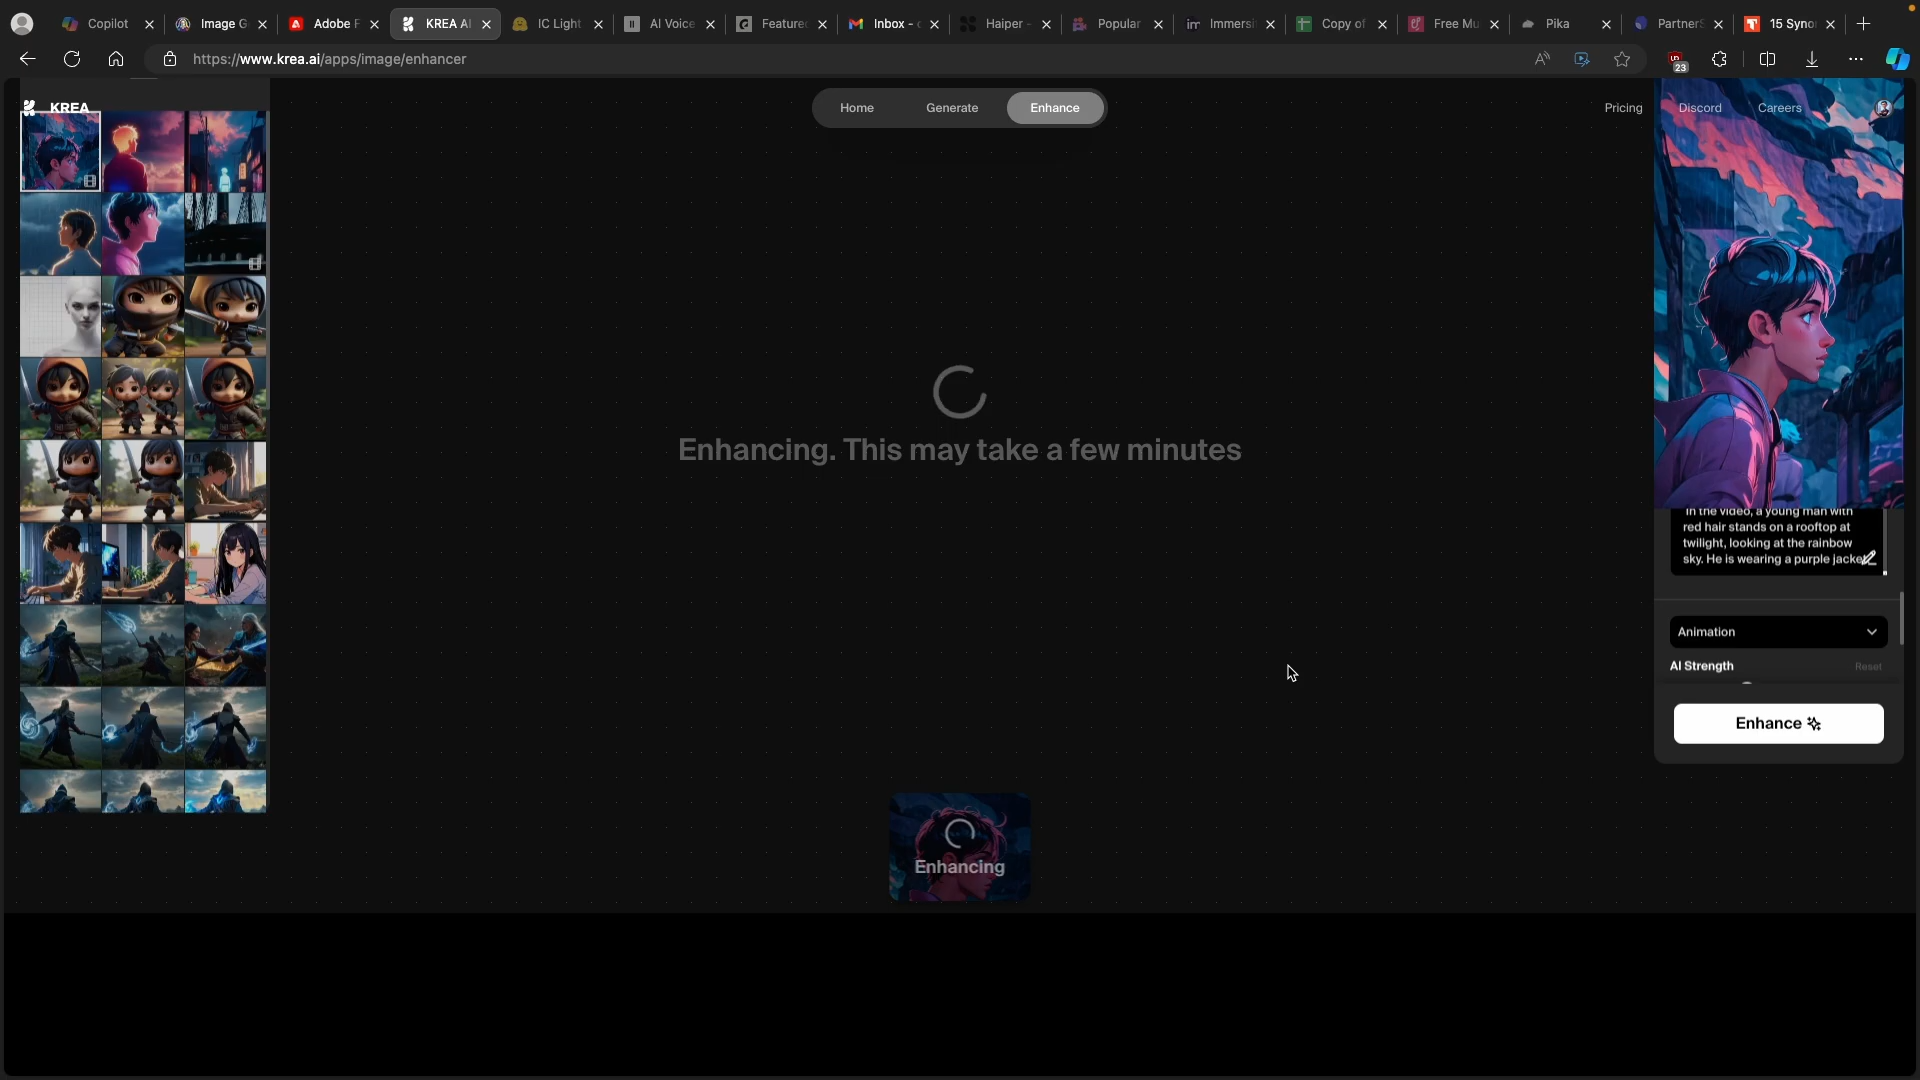 Copilot
Image G
Adobe F
KREA AI
IC Light
AI Voice
Feature
Inbox -
Haiper -
Popular
Immersi
Copy of
Free Mu
Pika
PartnerS
15 Syno
https://www.krea.ai/apps/image/enhancer
23
KREA
Home
Generate
Enhance
Pricing
Discord
Careers
Enhancing. This may take a few minutes
In the video, a young man with
red hair stands on a rooftop at
twilight, looking at the rainbow
sky. He is wearing a purple jacke
Animation
AI Strength
Reset
Enhance
Enhancing